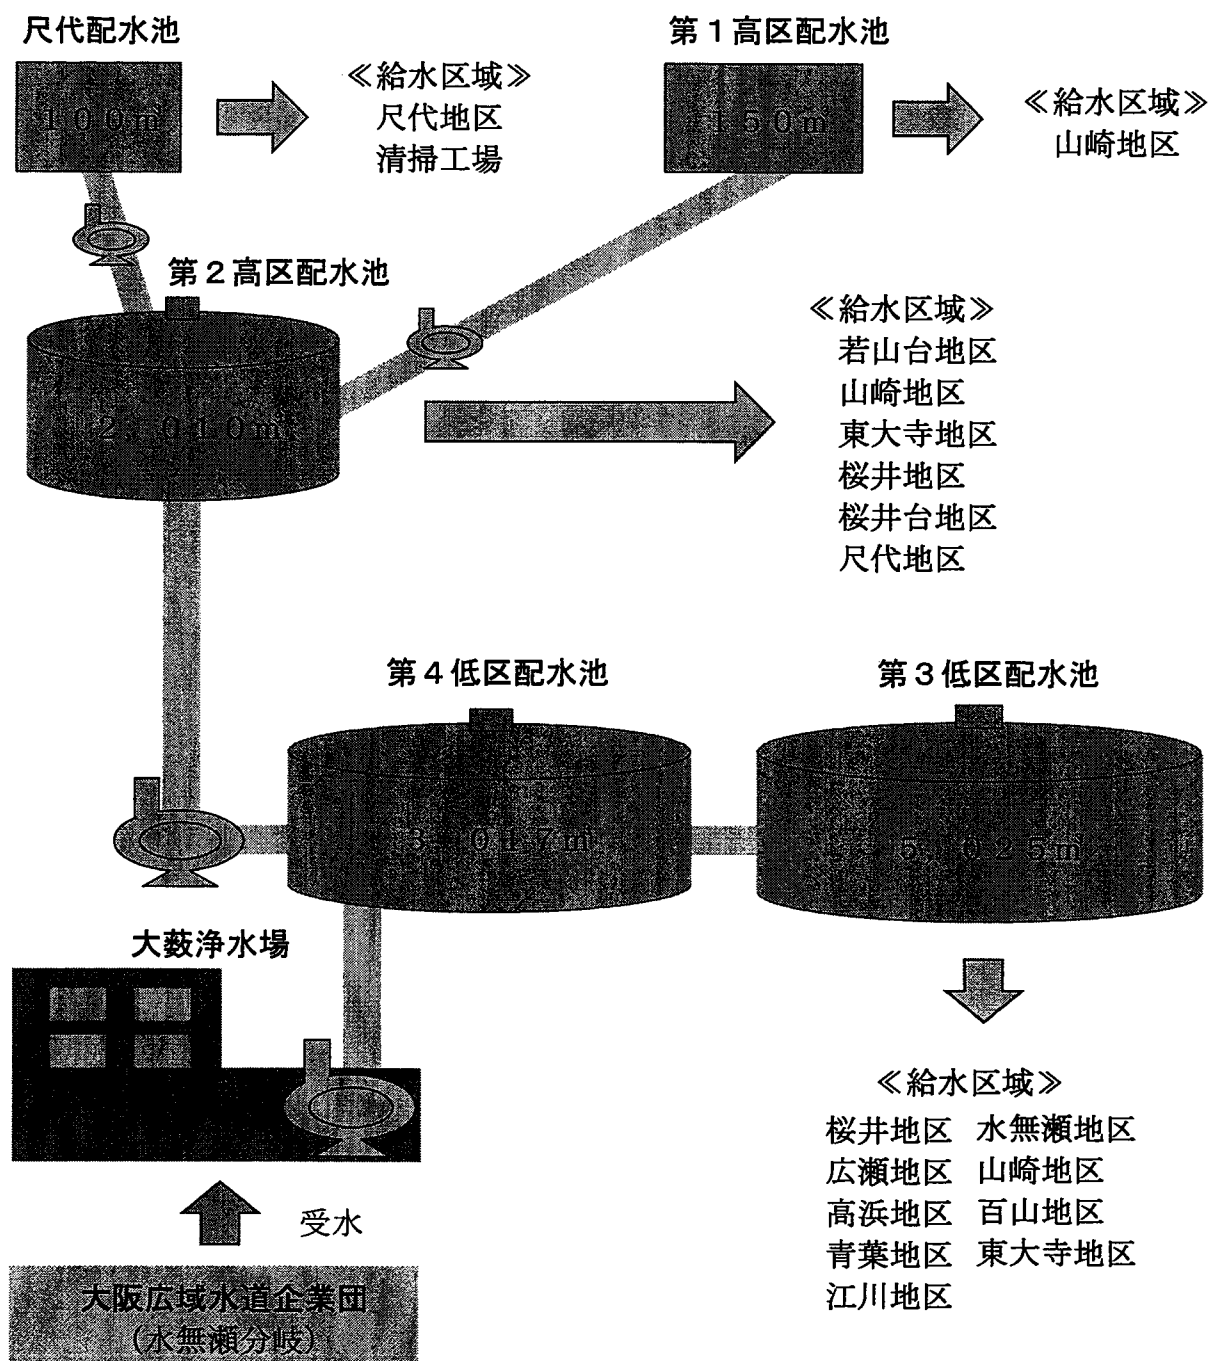 尺代配水池
100㎥
≪給水区域≫
尺代地区
清掃工場
第1高区配水池
150㎥
≪給水区域≫
山崎地区
第2高区配水池
2,010㎥
≪給水区域≫
若山台地区
山崎地区
東大寺地区
桜井地区
桜井台地区
尺代地区
第4低区配水池
3,017㎥
第3低区配水池
5,025㎥
大薮浄水場
≪給水区域≫
桜井地区 水無瀬地区
広瀬地区 山崎地区
高浜地区 百山地区
青葉地区 東大寺地区
江川地区
受水
大阪広域水道企業団
(水無瀬分岐)